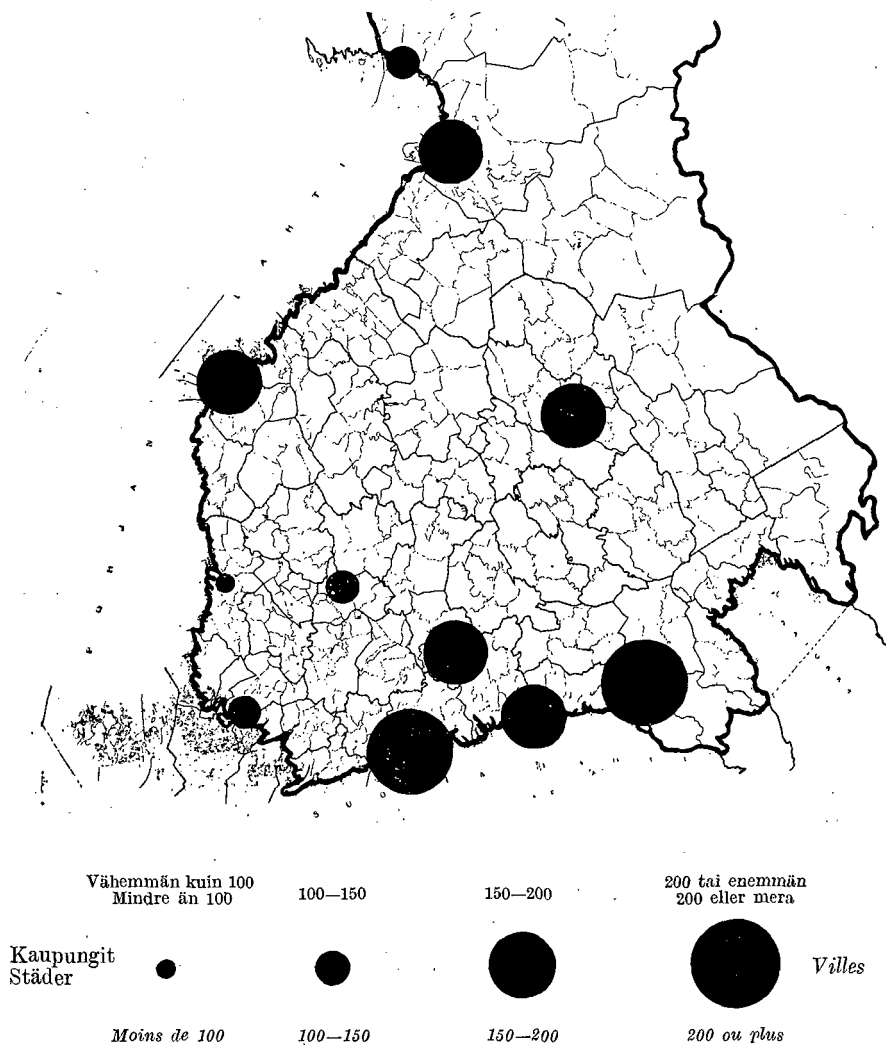 Vähemmän kuin 100
Mindre än 100
100—150
150—200
200 tai enemmän
200 eller mera
Kaupungit
Städer
Villes
Moins de 100
100—150
150—200
200 ou plus